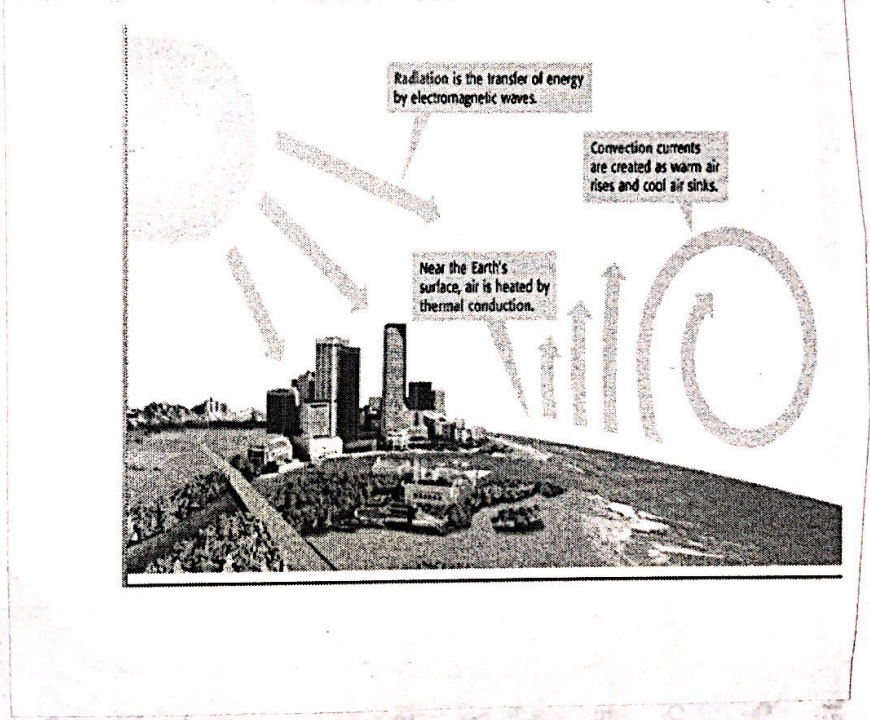 Radiation is the transfer of energy
by electromagnetic waves.
Convection currents
are created as warm air
rises and cool air sinks.
Near the Earth's
surface, air is heated by
thermal conduction.